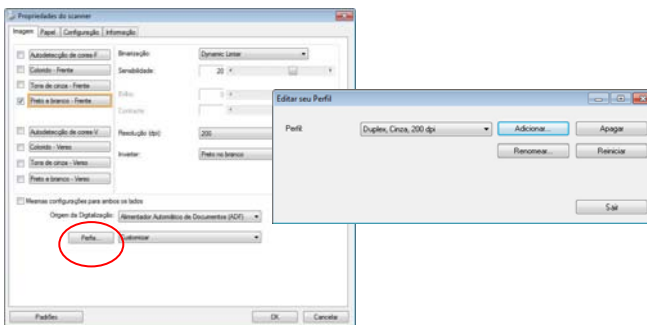 Propriedades do scanner
Imagem Papel Configuração Informação
Autodetecção de cores-F
Colorido - Frente
Tons de cinza - Frente
Preto e branco - Frente
Autodetecção de cores-V
Colorido - Verso
Tons de cinza - Verso
Preto e branco - Verso
Binarização: Dynamic Linear
Sensibilidade: 20
Brilho: 0
Contraste:
Resolução (dpi): 200
Inverter: Preto no branco
Mesmas configurações para ambos os lados
Origem da Digitalização: Alimentador Automático de Documentos (ADF)
Perfis... Customizar
Padrões OK Cancelar
Editar seu Perfil
Perfil Duplex, Cinza, 200 dpi Adicionar... Apagar
Renomear... Reiniciar
Sair